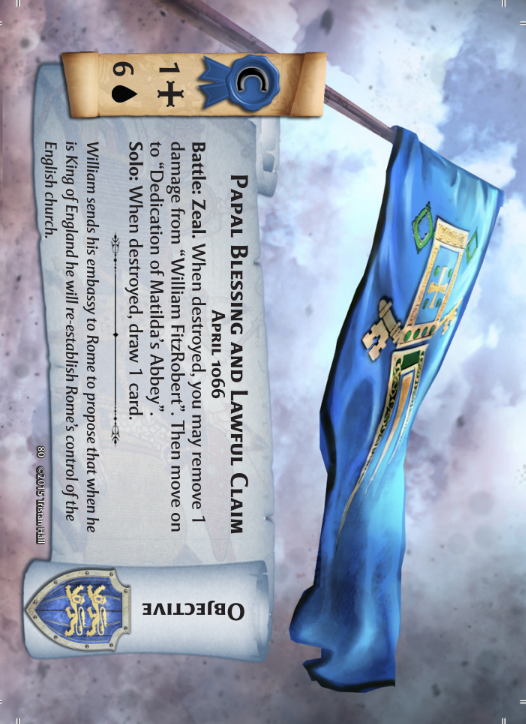 C
1
6
PAPAL BLESSING AND LAWFUL CLAIM
APRIL 1066
Battle: Zeal. When destroyed, you may remove 1
damage from “William FitzRobert”. Then move on
to “Dedication of Matilda's Abbey”.
Solo: When destroyed, draw 1 card.
William sends his embassy to Rome to propose that when he
is King of England he will re-establish Rome's control of the
English church.
80 ©2015 Tristan Hall
OBJECTIVE